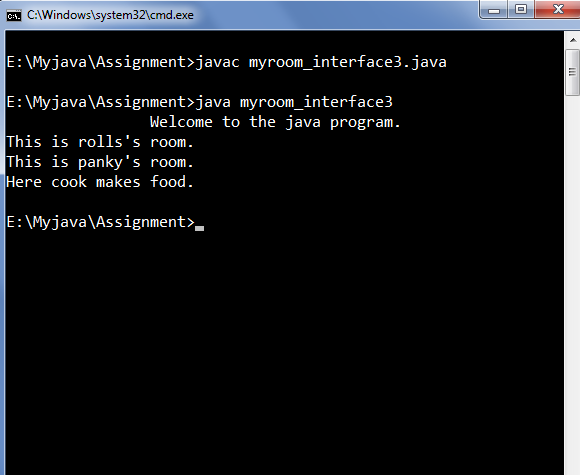 C:\Windows\system32\cmd.exe
E:\Myjava\Assignment>javac myroom_interface3.java
E:\Myjava\Assignment>java myroom_interface3
Welcome to the java program.
This is rolls's room.
This is panky's room.
Here cook makes food.
E:\Myjava\Assignment>